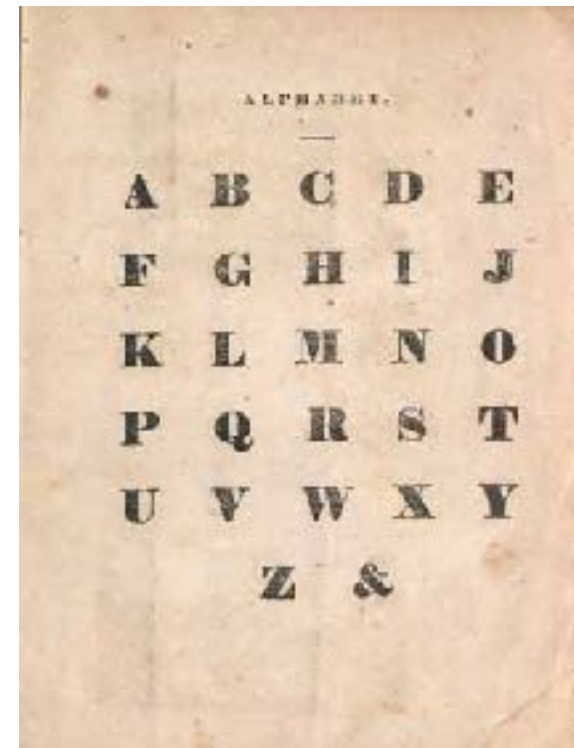 ALPHABET.
A B C D E
F G H I J
K L M N O
P Q R S T
U V W X Y
Z &